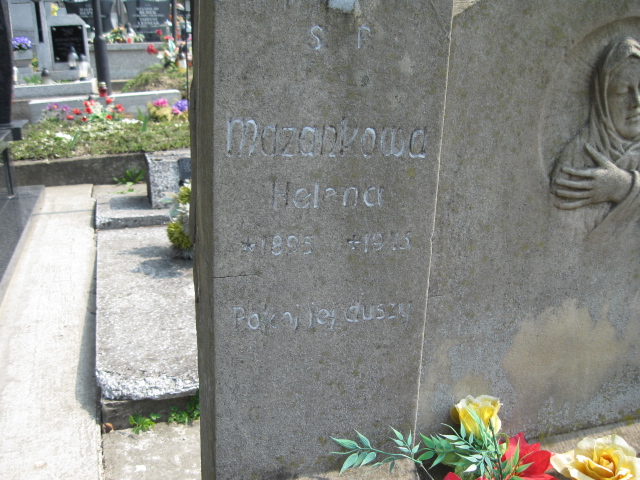 Ś P
Mazankowa
Helena
*1895
Pokój jej duszy